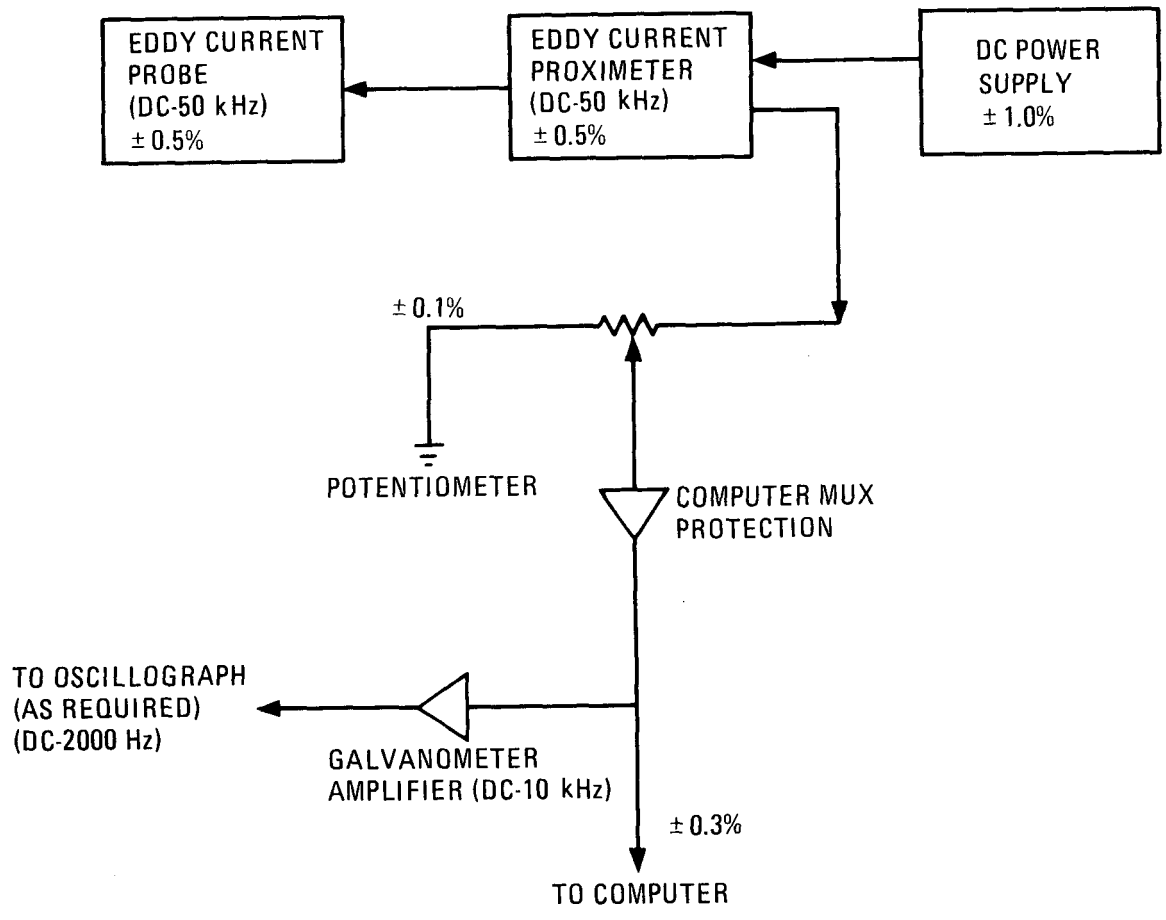 EDDY CURRENT
PROBE
(DC-50 kHz)
± 0.5%
EDDY CURRENT
PROXIMETER
(DC-50 kHz)
± 0.5%
DC POWER
SUPPLY
± 1.0%
± 0.1%
POTENTIOMETER
COMPUTER MUX
PROTECTION
TO OSCILLOGRAPH
(AS REQUIRED)
(DC-2000 Hz)
GALVANOMETER
AMPLIFIER (DC-10 kHz)
± 0.3%
TO COMPUTER